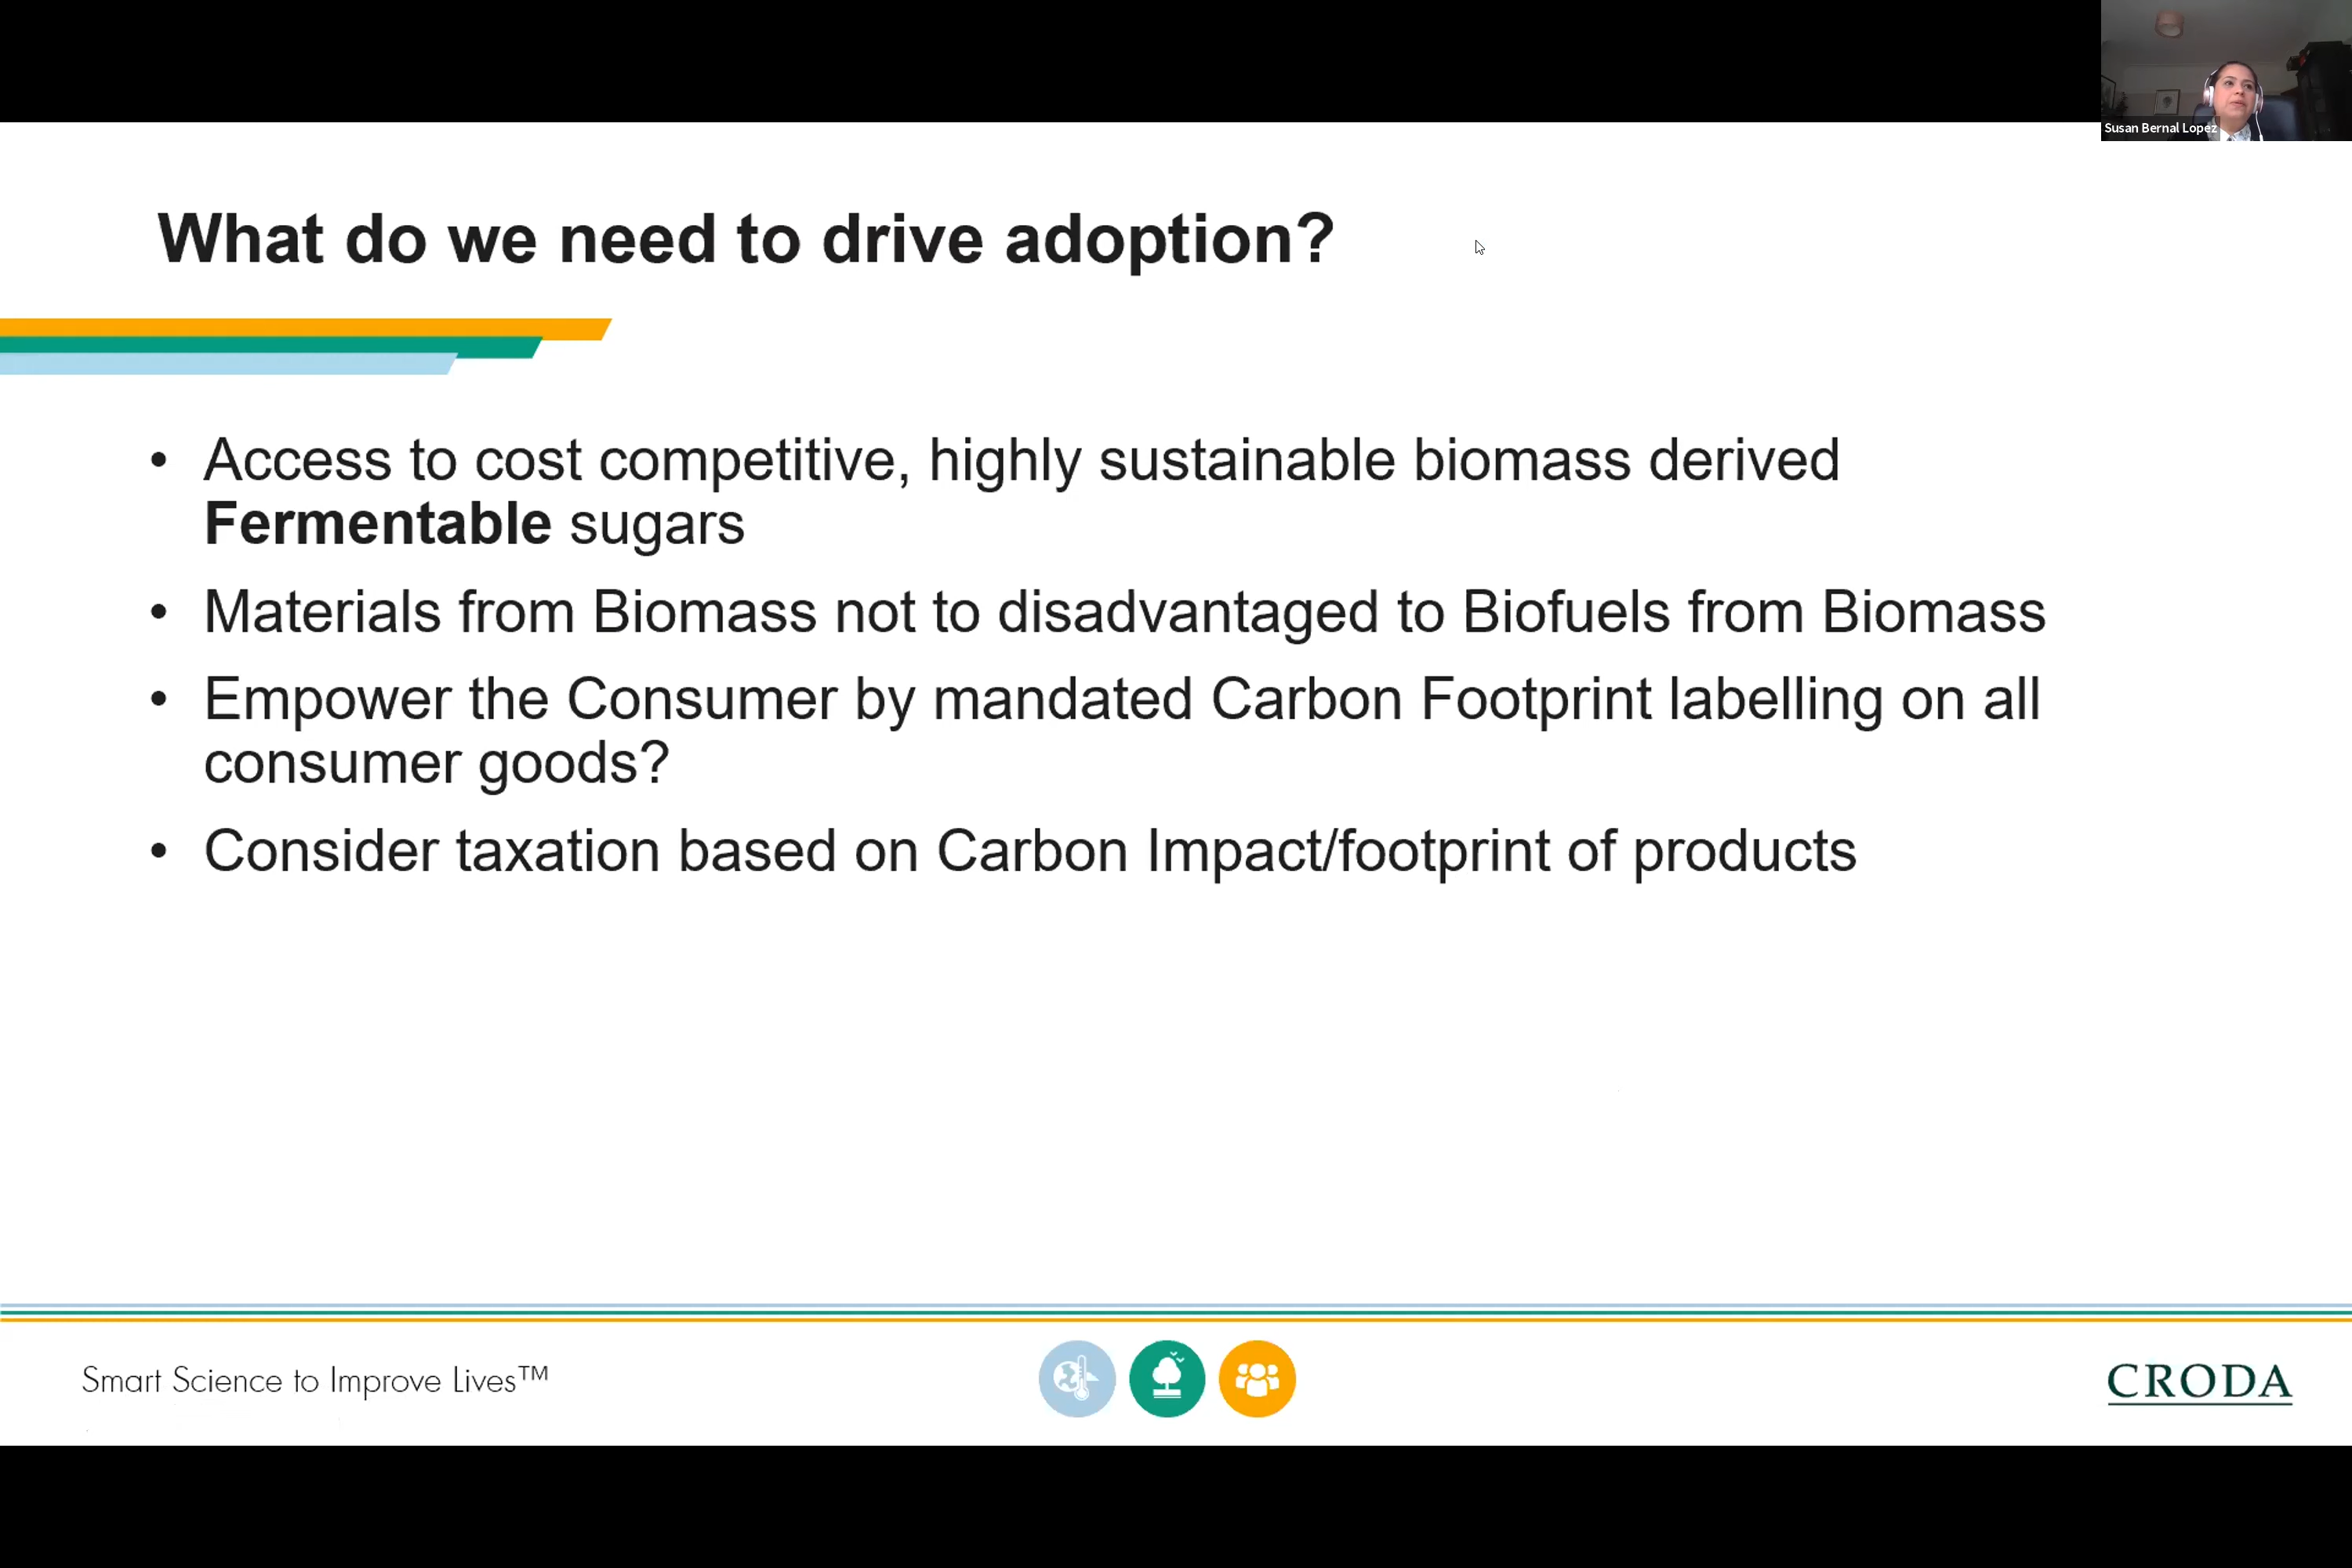 Susan Bernal Lopez
What do we need to drive adoption?
• Access to cost competitive, highly sustainable biomass derived
Fermentable sugars
• Materials from Biomass not to disadvantaged to Biofuels from Biomass
• Empower the Consumer by mandated Carbon Footprint labelling on all
consumer goods?
• Consider taxation based on Carbon Impact/footprint of products
Smart Science to Improve Lives™
CRODA